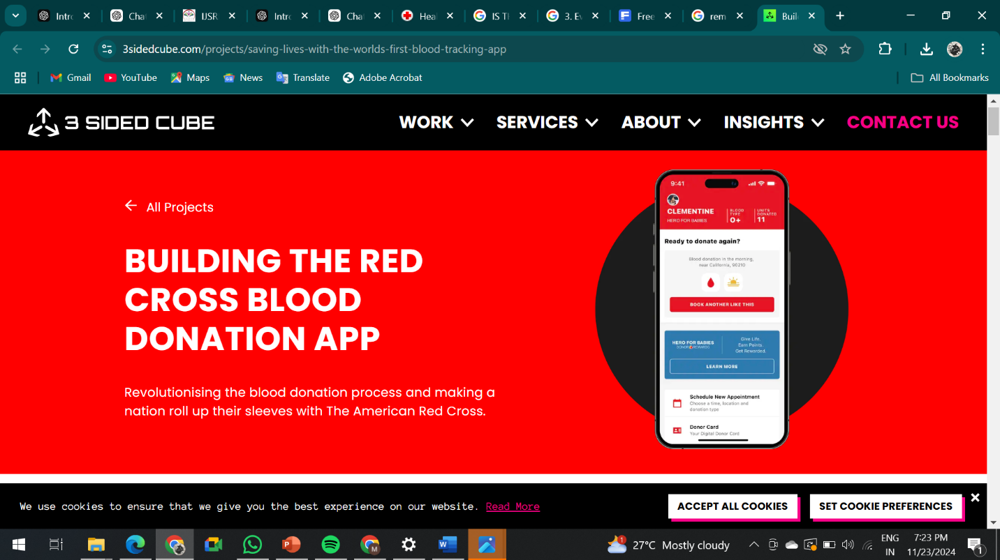 Intro
Chat
IJSR
Intro
Chat
Heal
IS TH
3. Ev
Free
rem
Buil
3sidedcube.com/projects/saving-lives-with-the-worlds-first-blood-tracking-app
Gmail YouTube Maps News Translate Adobe Acrobat All Bookmarks
3 SIDED CUBE
WORK SERVICES ABOUT INSIGHTS CONTACT US
All Projects
BUILDING THE RED
CROSS BLOOD
DONATION APP
Revolutionising the blood donation process and making a
nation roll up their sleeves with The American Red Cross.
9:41
CLEMENTINE
HERO FOR BABIES
BLOOD
TYPE
O+
UNITS
DONATED
11
Ready to donate again?
Blood donation in the morning,
near California, 90210
BOOK ANOTHER LIKE THIS
HERO FOR BABIES
DONOR REWARDS
Give Life.
Earn Points.
Get Rewarded.
LEARN MORE
Schedule New Appointment
Choose a time, location and
donation type
Donor Card
Your Digital Donor Card
We use cookies to ensure that we give you the best experience on our website. Read More
ACCEPT ALL COOKIES
SET COOKIE PREFERENCES
1
27°C Mostly cloudy
ENG
IN
7:23 PM
11/23/2024
1